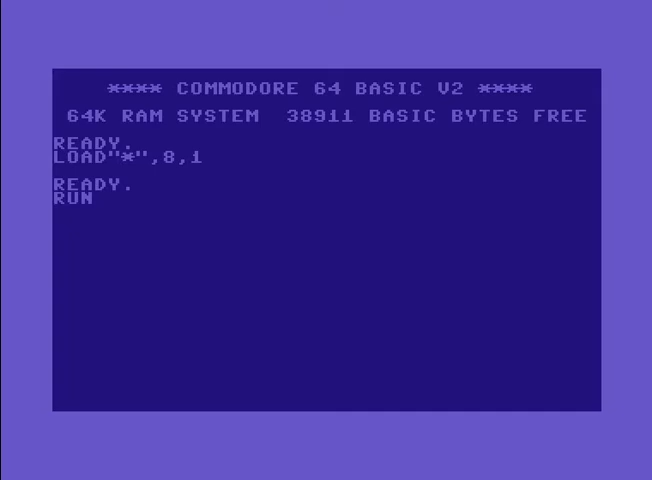 **** COMMODORE 64 BASIC V2 ****
64K RAM SYSTEM  38911 BASIC BYTES FREE
READY.
LOAD"*",8,1
READY.
RUN